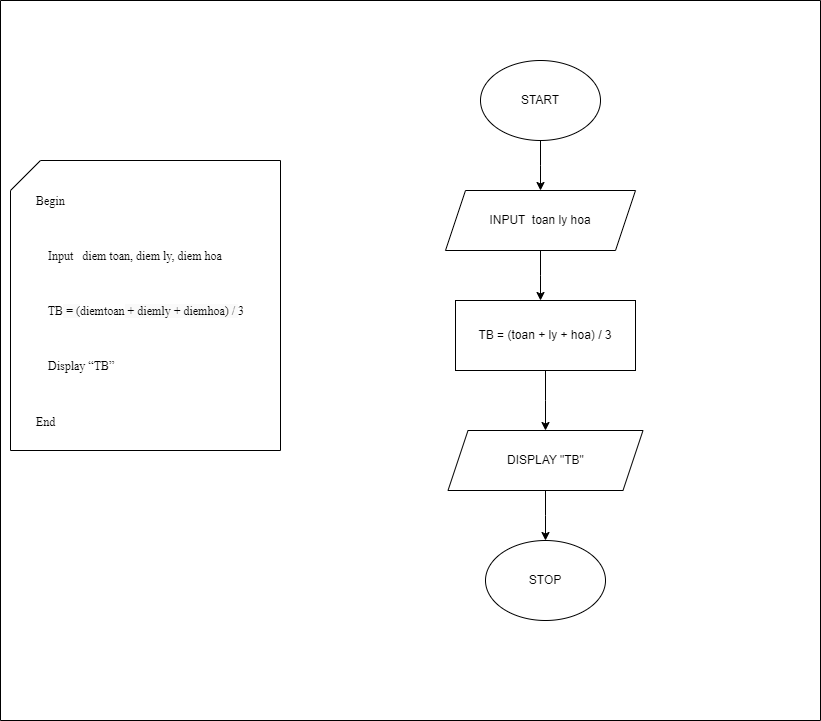 Begin
Input diem toan, diem ly, diem hoa
TB = (diemtoan + diemly + diemhoa) / 3
Display “TB”
End
START
INPUT toan ly hoa
TB = (toan + ly + hoa) / 3
DISPLAY "TB"
STOP